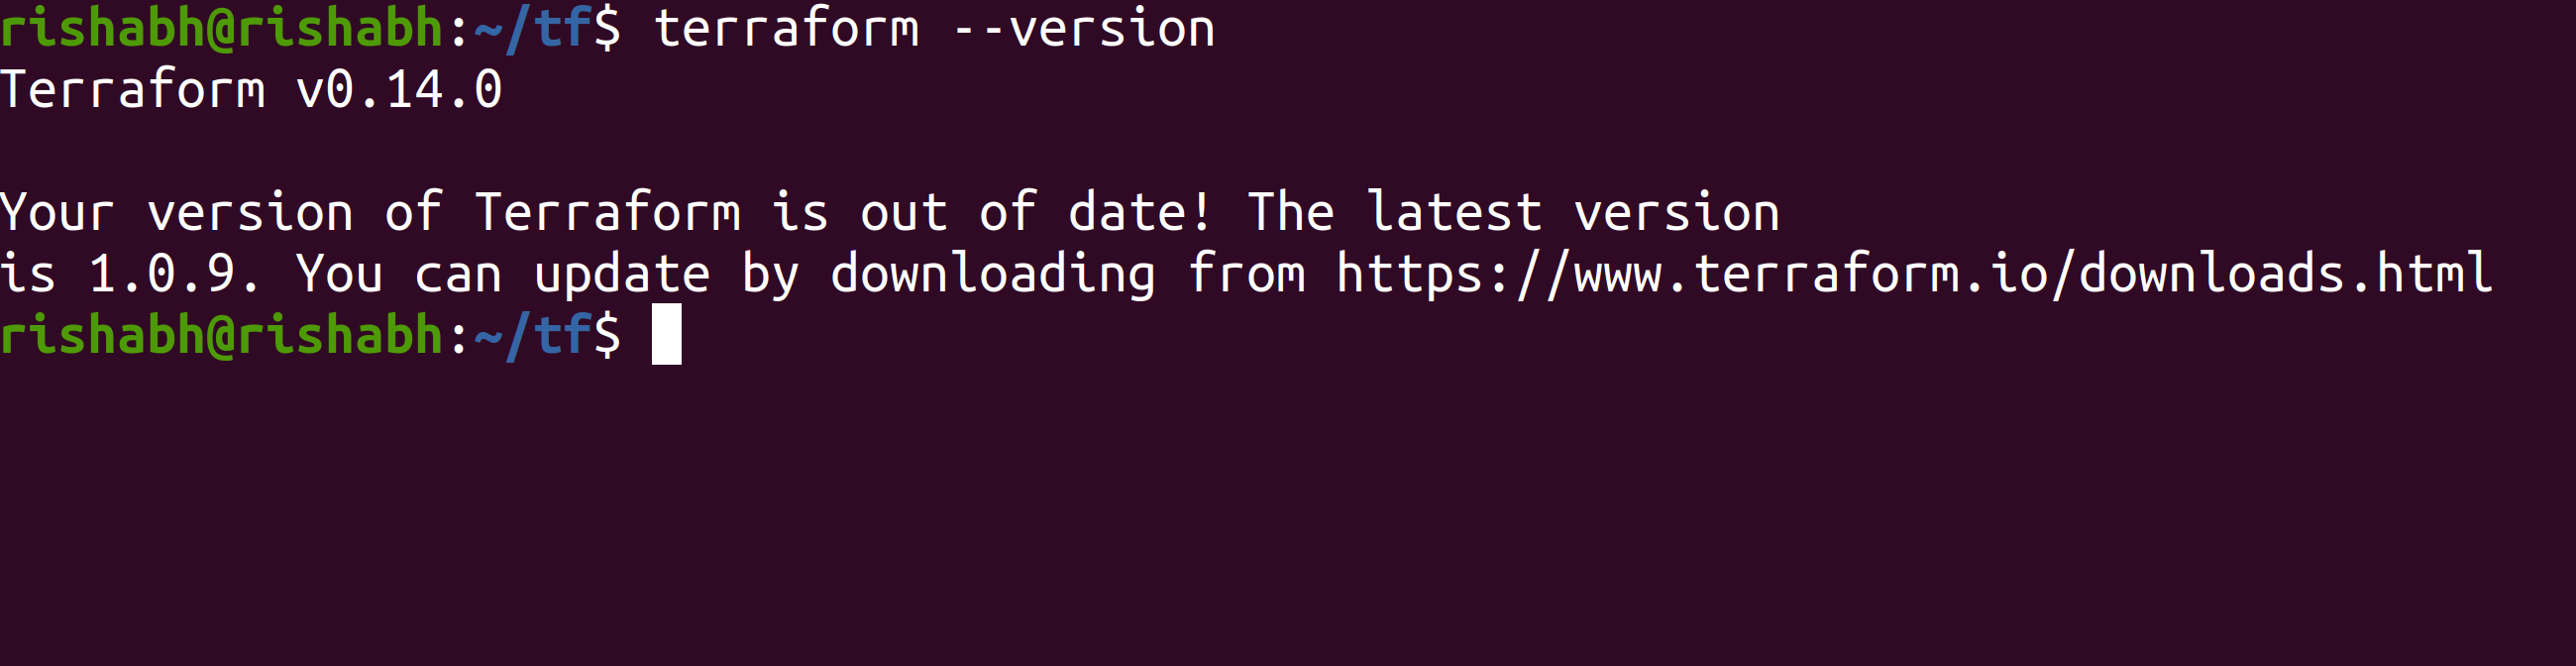 rishabh@rishabh:~/tf$ terraform --version
Terraform v0.14.0
Your version of Terraform is out of date! The latest version
is 1.0.9. You can update by downloading from https://www.terraform.io/downloads.html
rishabh@rishabh:~/tf$